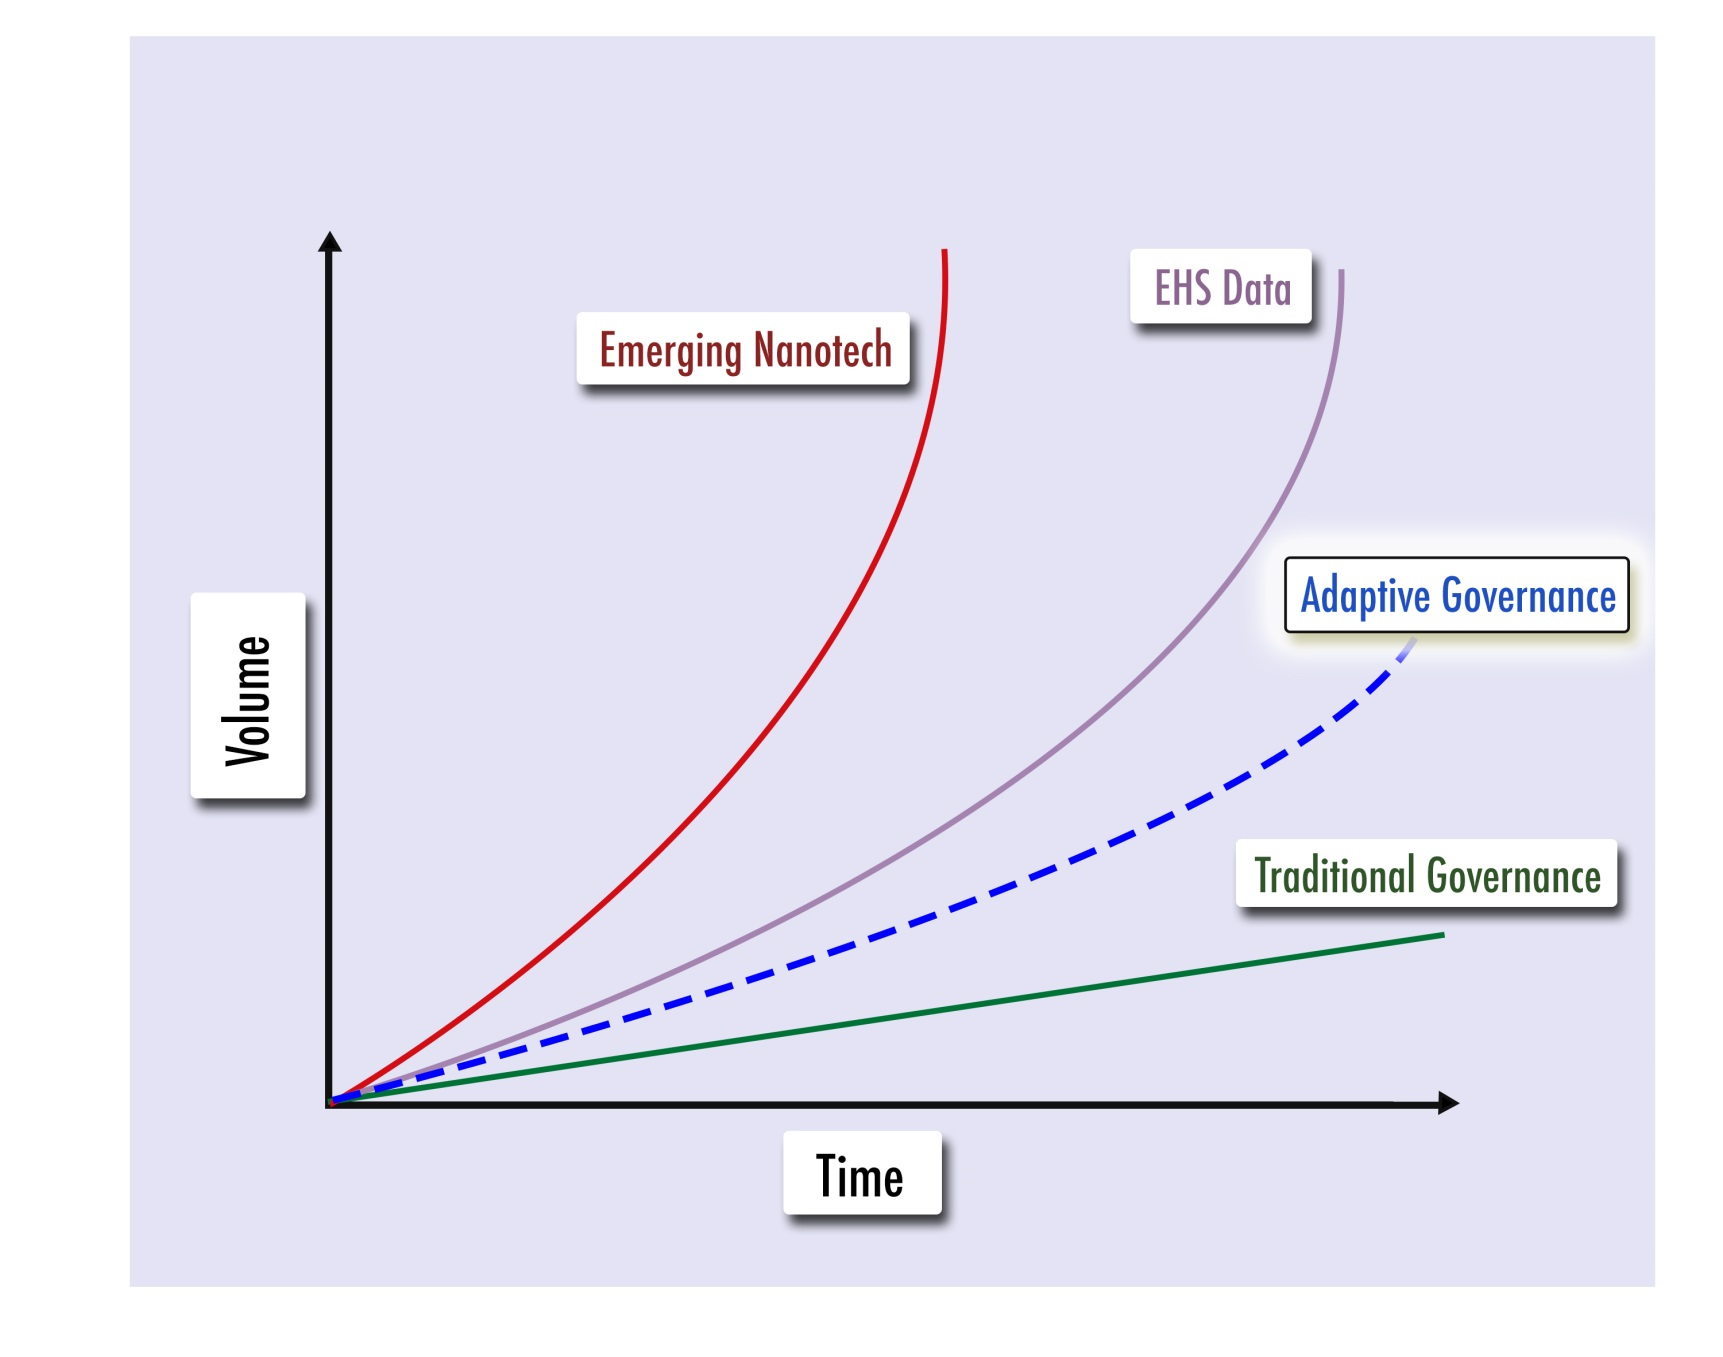 EHS Data
Emerging Nanotech
Adaptive Governance
Volume
Traditional Governance
Time